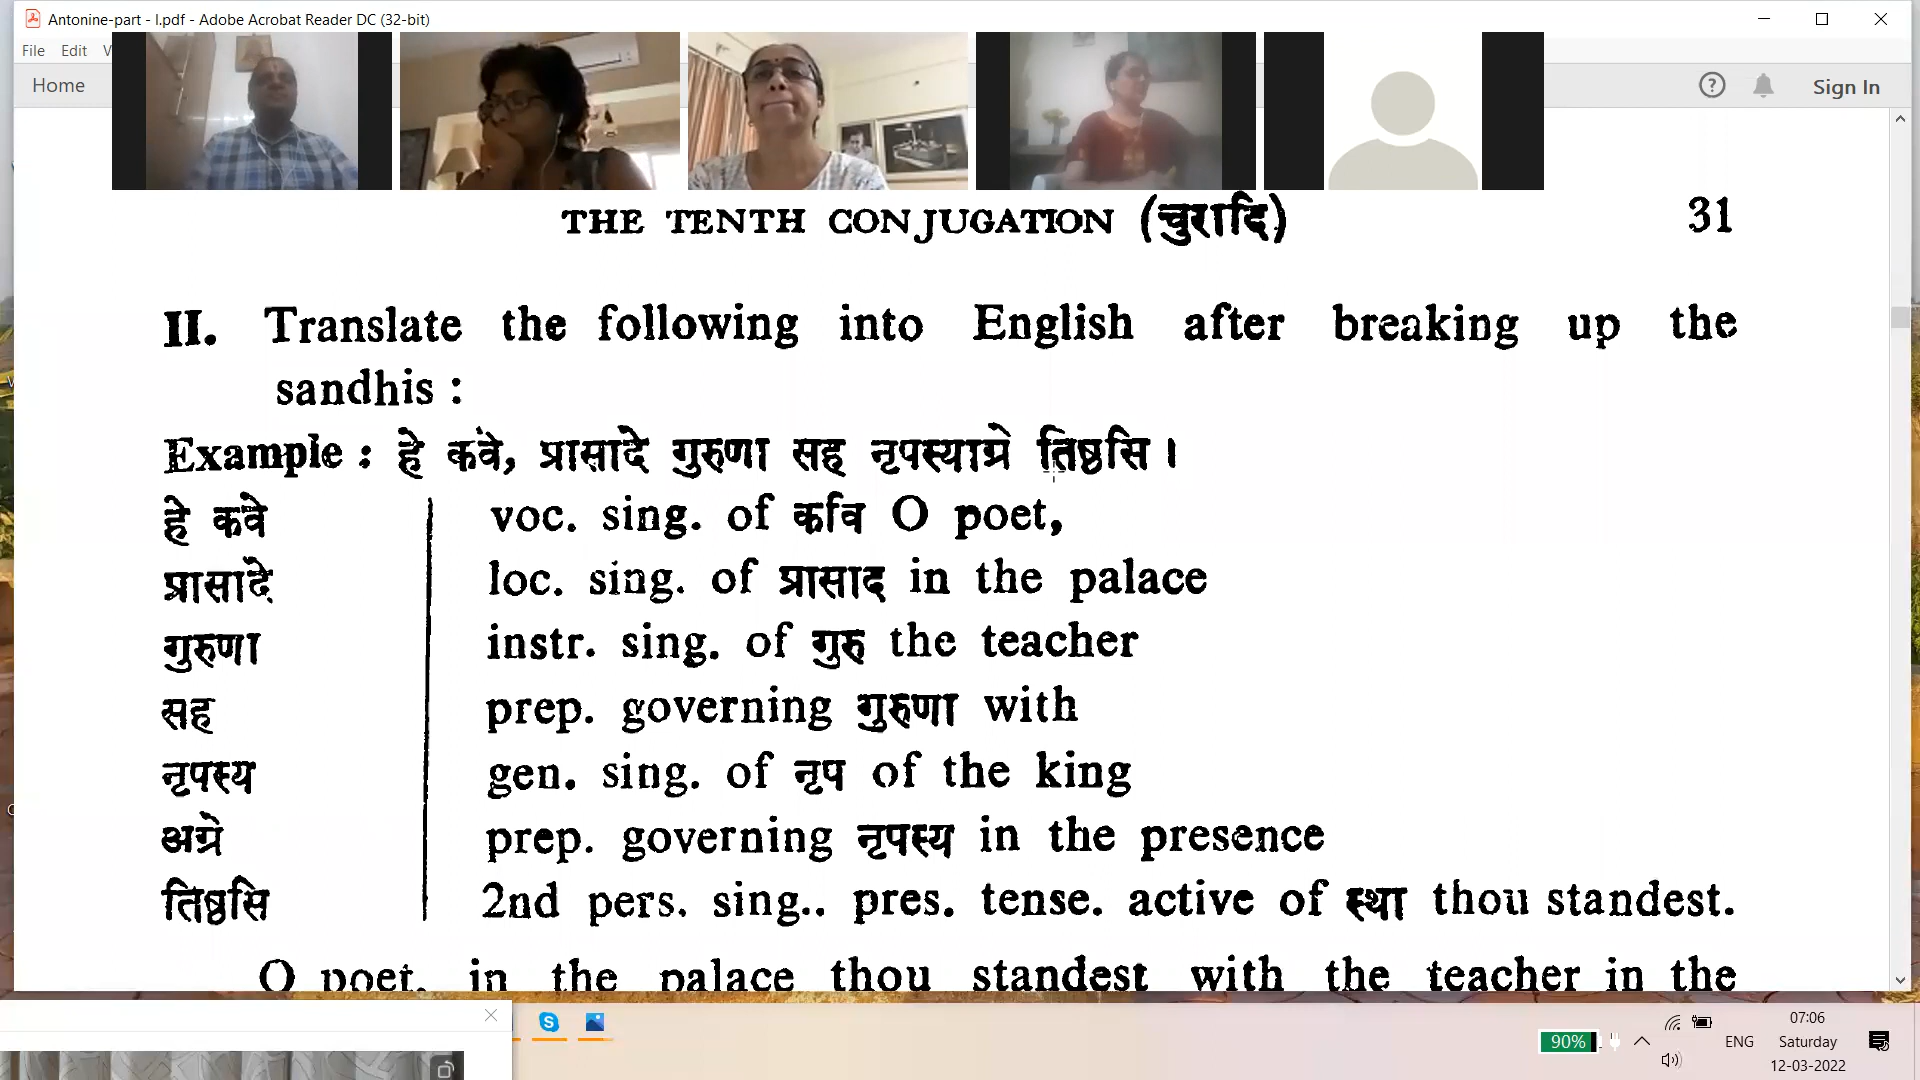 Antonine-part - I.pdf - Adobe Acrobat Reader DC (32-bit)
File Edit V
Home
Sign In
THE TENTH CONJUGATION (चुरादि) 31
II. Translate the following into English after breaking up the
sandhis :
Example : हे कवे, प्रासादे गुरुणा सह नृपस्याग्रे तिष्ठसि ।
हे कवे voc. sing. of कवि O poet,
प्रासादे loc. sing. of प्रासाद in the palace
गुरुणा instr. sing. of गुरु the teacher
सह prep. governing गुरुणा with
नृपस्य gen. sing. of नृप of the king
अग्रे prep. governing नृपस्य in the presence
तिष्ठसि 2nd pers. sing.. pres. tense. active of स्था thou standest.
O poet, in the palace thou standest with the teacher in the
90%
ENG
07:06
Saturday
12-03-2022